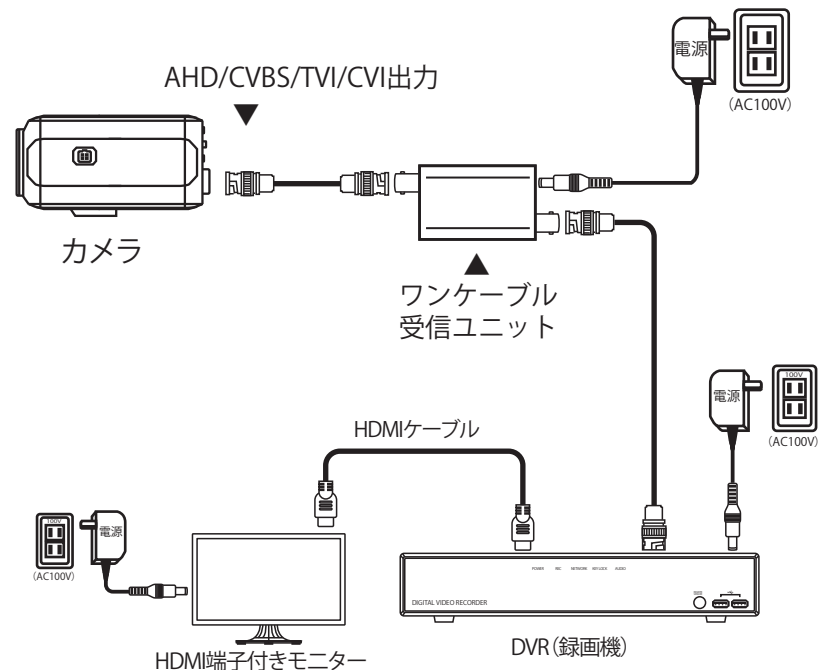 電源
(AC100V)
AHD/CVBS/TVI/CVI出力
カメラ
ワンケーブル
受信ユニット
100V
電源
(AC100V)
HDMIケーブル
100V
電源
(AC100V)
POWER REC NETWORK KEY LOCK AUDIO
DIGITAL VIDEO RECORDER
HDMI端子付きモニター
DVR(録画機)